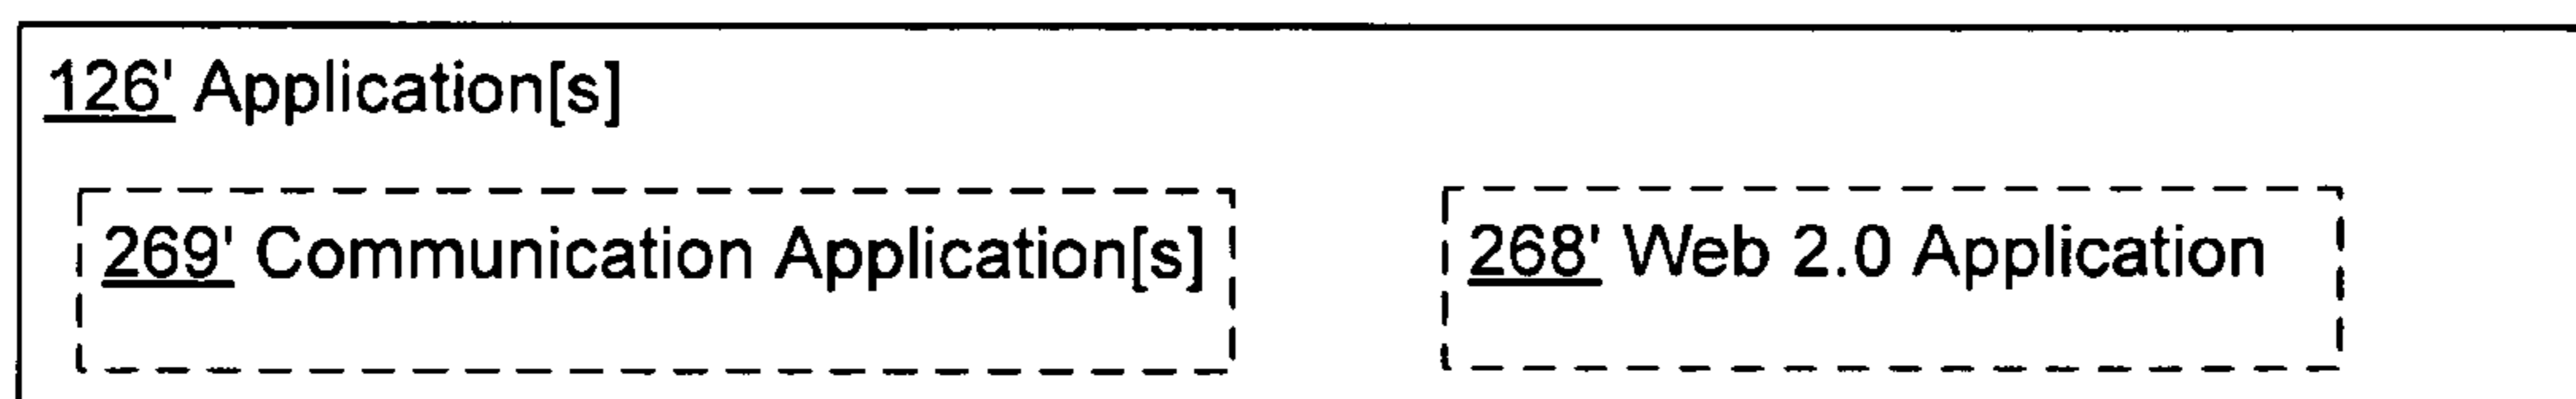 126' Application[s]
269' Communication Application[s]
268' Web 2.0 Application